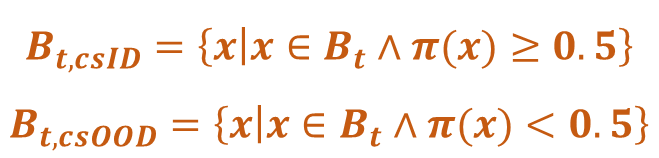 B_{t,csID} = {x|x ∈ B_t ∧ π(x) ≥ 0.5}
B_{t,csOOD} = {x|x ∈ B_t ∧ π(x) < 0.5}